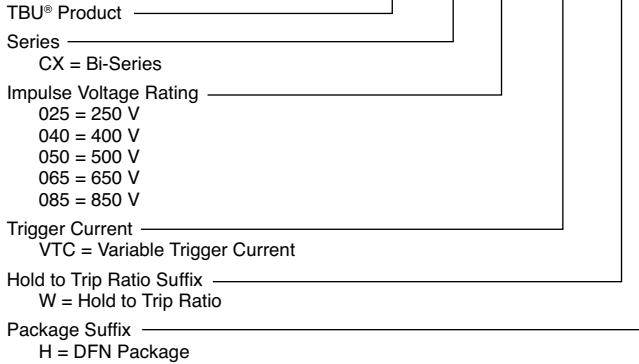 TBU® Product
Series
CX = Bi-Series
Impulse Voltage Rating
025 = 250 V
040 = 400 V
050 = 500 V
065 = 650 V
085 = 850 V
Trigger Current
VTC = Variable Trigger Current
Hold to Trip Ratio Suffix
W = Hold to Trip Ratio
Package Suffix
H = DFN Package